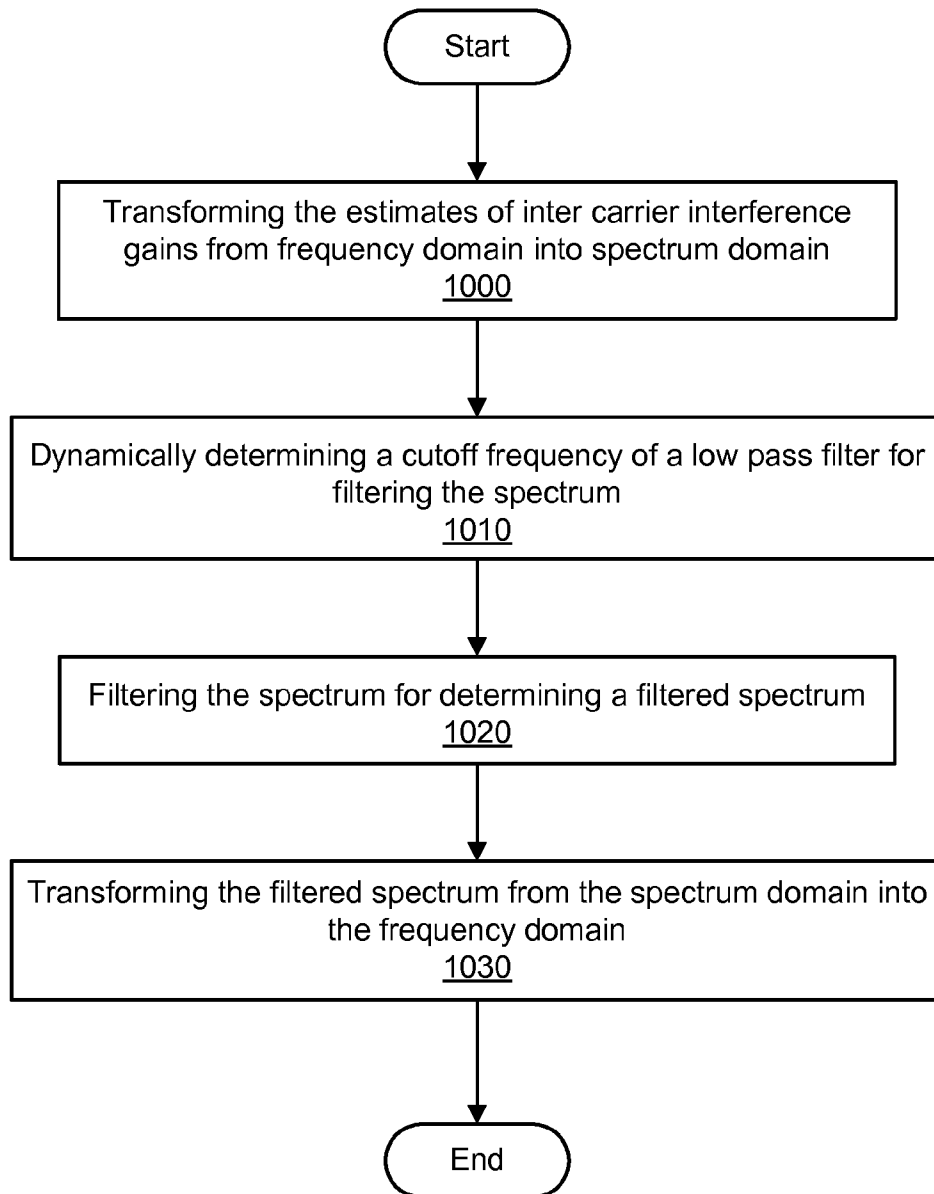 Start
Transforming the estimates of inter carrier interference
gains from frequency domain into spectrum domain
1000
Dynamically determining a cutoff frequency of a low pass filter for
filtering the spectrum
1010
Filtering the spectrum for determining a filtered spectrum
1020
Transforming the filtered spectrum from the spectrum domain into
the frequency domain
1030
End